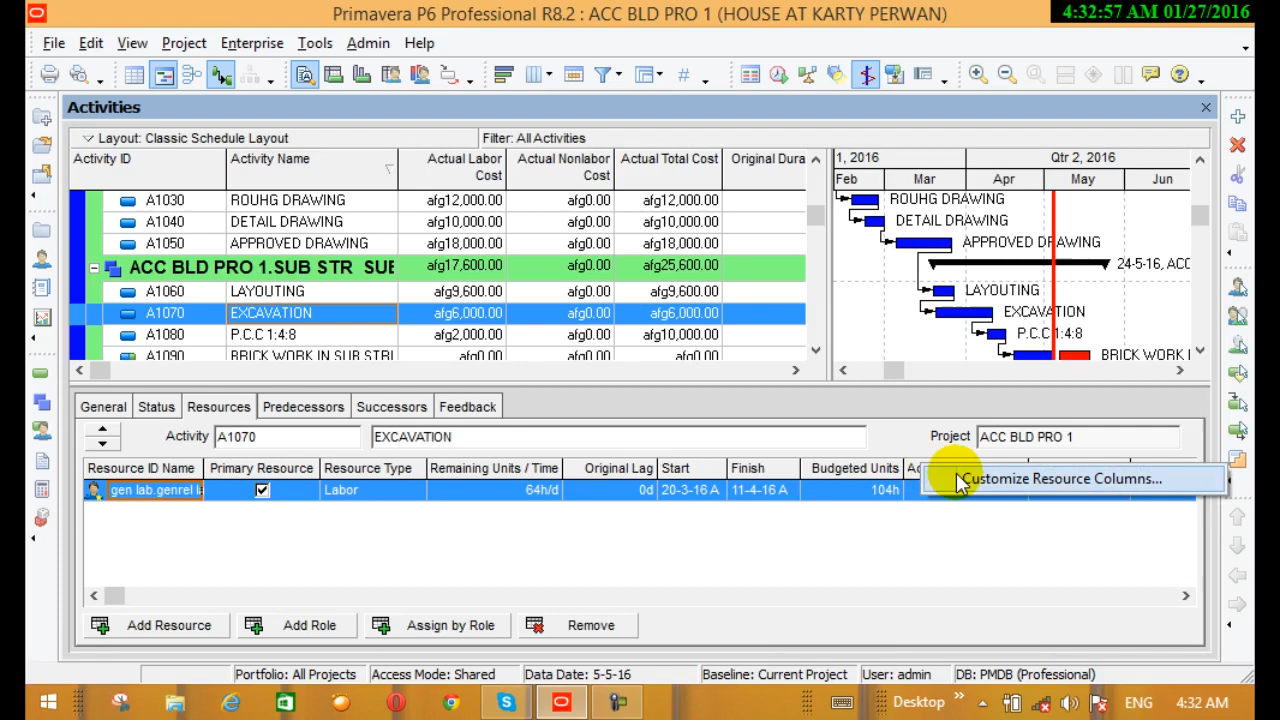 Primavera P6 Professional R8.2 : ACC BLD PRO 1 (HOUSE AT KARTY PERWAN)
4:32:57 AM 01/27/2016
File Edit View Project Enterprise Tools Admin Help
Activities
Layout: Classic Schedule Layout Filter: All Activities
Activity ID Activity Name Actual Labor Cost Actual Nonlabor Cost Actual Total Cost Original Dura
1, 2016 Qtr 2, 2016
Feb Mar Apr May Jun
A1030 ROUHG DRAWING afg12,000.00 afg0.00 afg12,000.00 ROUHG DRAWING
A1040 DETAIL DRAWING afg10,000.00 afg0.00 afg10,000.00 DETAIL DRAWING
A1050 APPROVED DRAWING afg18,000.00 afg0.00 afg18,000.00 APPROVED DRAWING
ACC BLD PRO 1.SUB STR SUE afg17,600.00 afg0.00 afg25,600.00 24-5-16, ACC
A1060 LAYOUTING afg9,600.00 afg0.00 afg9,600.00 LAYOUTING
A1070 EXCAVATION afg6,000.00 afg0.00 afg6,000.00 EXCAVATION
A1080 P.C.C 1:4:8 afg2,000.00 afg0.00 afg10,000.00 P.C.C 1:4:8
A1090 BRICK WORK IN SUB STRU afg0.00 afg0.00 afg0.00 BRICK WORK I
General Status Resources Predecessors Successors Feedback
Activity A1070 EXCAVATION Project ACC BLD PRO 1
Resource ID Name Primary Resource Resource Type Remaining Units / Time Original Lag Start Finish Budgeted Units
Customize Resource Columns...
gen lab.genrel Labor 64h/d 0d 20-3-16 A 11-4-16 A 104h
Add Resource Add Role Assign by Role Remove
Portfolio: All Projects Access Mode: Shared Data Date: 5-5-16 Baseline: Current Project User: admin DB: PMDB (Professional)
Desktop ENG 4:32 AM